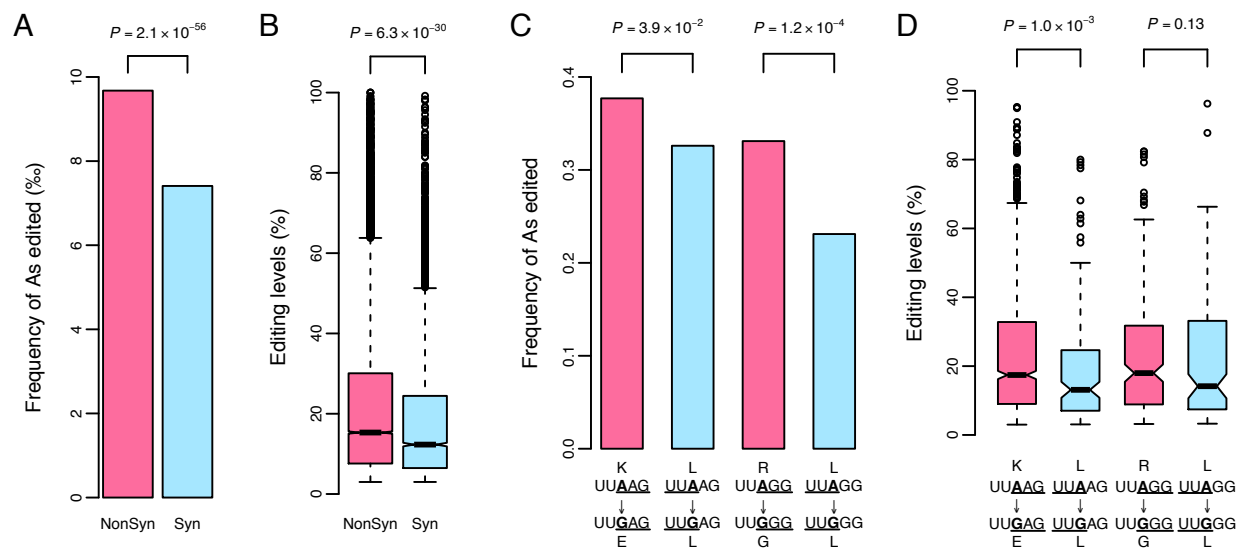 A
P = 2.1 × 10⁻⁵⁶
Frequency of As edited (‰)
10
8
6
4
2
0
NonSyn Syn
B
P = 6.3 × 10⁻³⁰
Editing levels (%)
100
80
60
40
20
0
NonSyn Syn
C
P = 3.9 × 10⁻² P = 1.2 × 10⁻⁴
Frequency of As edited
0.4
0.3
0.2
0.1
0.0
K L R L
UUAAG UUAAG UUAGG UUAGG
↓ ↓ ↓ ↓
UUGAG UUGAG UUGGG UUGGG
E L G L
D
P = 1.0 × 10⁻³ P = 0.13
Editing levels (%)
100
80
60
40
20
0
K L R L
UUAAG UUAAG UUAGG UUAGG
↓ ↓ ↓ ↓
UUGAG UUGAG UUGGG UUGGG
E L G L